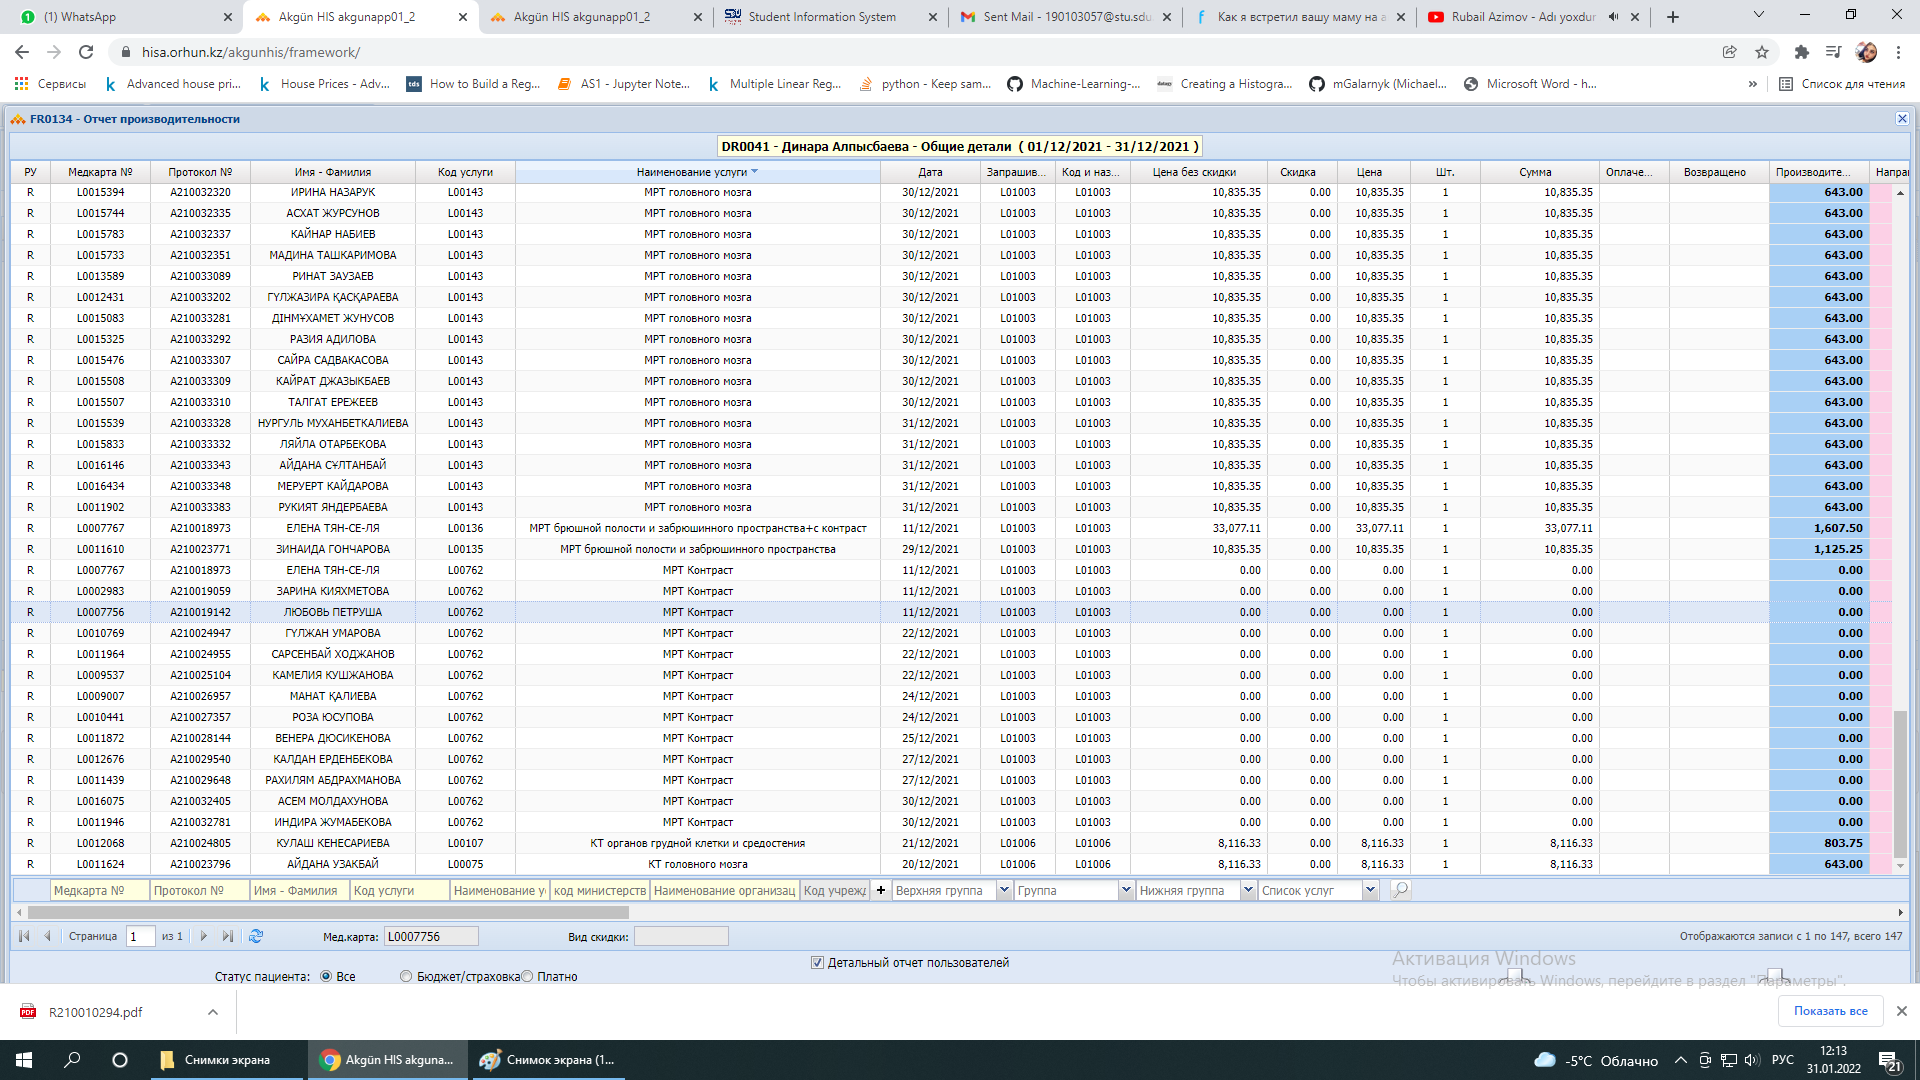 (1) WhatsApp
Akgün HIS akgunapp01_2
Akgün HIS akgunapp01_2
Student Information System
Sent Mail - 190103057@stu.sdu.
Как я встретил вашу маму на а
Rubail Azimov - Adı yoxdur
hisa.orhun.kz/akgunhis/framework/
Сервисы
Advanced house pri...
House Prices - Adv...
How to Build a Reg...
AS1 - Jupyter Note...
Multiple Linear Reg...
python - Keep sam...
Machine-Learning-...
Creating a Histogra...
mGalarnyk (Michael...
Microsoft Word - h...
Список для чтения
FR0134 - Отчет производительности
DR0041 - Динара Алпысбаева - Общие детали ( 01/12/2021 - 31/12/2021 )
РУ Медкарта № Протокол № Имя - Фамилия Код услуги Наименование услуги Дата Запрашив... Код и наз... Цена без скидки Скидка Цена Шт. Сумма Оплаче... Возвращено Производите... Направ
R L0015394 A210032320 ИРИНА НАЗАРУК L00143 МРТ головного мозга 30/12/2021 L01003 L01003 10,835.35 0.00 10,835.35 1 10,835.35 643.00
R L0015744 A210032335 АСХАТ ЖУРСУНОВ L00143 МРТ головного мозга 30/12/2021 L01003 L01003 10,835.35 0.00 10,835.35 1 10,835.35 643.00
R L0015783 A210032337 КАЙНАР НАБИЕВ L00143 МРТ головного мозга 30/12/2021 L01003 L01003 10,835.35 0.00 10,835.35 1 10,835.35 643.00
R L0015733 A210032351 МАДИНА ТАШКАРИМОВА L00143 МРТ головного мозга 30/12/2021 L01003 L01003 10,835.35 0.00 10,835.35 1 10,835.35 643.00
R L0013589 A210033089 РИНАТ ЗАУЗАЕВ L00143 МРТ головного мозга 30/12/2021 L01003 L01003 10,835.35 0.00 10,835.35 1 10,835.35 643.00
R L0012431 A210033202 ГҮЛЖАЗИРА ҚАСҚАРАЕВА L00143 МРТ головного мозга 30/12/2021 L01003 L01003 10,835.35 0.00 10,835.35 1 10,835.35 643.00
R L0015083 A210033281 ДІНМҰХАМЕТ ЖУНУСОВ L00143 МРТ головного мозга 30/12/2021 L01003 L01003 10,835.35 0.00 10,835.35 1 10,835.35 643.00
R L0015325 A210033292 РАЗИЯ АДИЛОВА L00143 МРТ головного мозга 30/12/2021 L01003 L01003 10,835.35 0.00 10,835.35 1 10,835.35 643.00
R L0015476 A210033307 САЙРА САДВАКАСОВА L00143 МРТ головного мозга 30/12/2021 L01003 L01003 10,835.35 0.00 10,835.35 1 10,835.35 643.00
R L0015508 A210033309 КАЙРАТ ДЖАЗЫКБАЕВ L00143 МРТ головного мозга 30/12/2021 L01003 L01003 10,835.35 0.00 10,835.35 1 10,835.35 643.00
R L0015507 A210033310 ТАЛГАТ ЕРЕЖЕЕВ L00143 МРТ головного мозга 30/12/2021 L01003 L01003 10,835.35 0.00 10,835.35 1 10,835.35 643.00
R L0015539 A210033328 НУРГУЛЬ МУХАНБЕТКАЛИЕВА L00143 МРТ головного мозга 31/12/2021 L01003 L01003 10,835.35 0.00 10,835.35 1 10,835.35 643.00
R L0015833 A210033332 ЛЯЙЛА ОТАРБЕКОВА L00143 МРТ головного мозга 31/12/2021 L01003 L01003 10,835.35 0.00 10,835.35 1 10,835.35 643.00
R L0016146 A210033343 АЙДАНА СҰЛТАНБАЙ L00143 МРТ головного мозга 31/12/2021 L01003 L01003 10,835.35 0.00 10,835.35 1 10,835.35 643.00
R L0016434 A210033348 МЕРУЕРТ КАЙДАРОВА L00143 МРТ головного мозга 31/12/2021 L01003 L01003 10,835.35 0.00 10,835.35 1 10,835.35 643.00
R L0011902 A210033383 РУКИЯТ ЯНДЕРБАЕВА L00143 МРТ головного мозга 31/12/2021 L01003 L01003 10,835.35 0.00 10,835.35 1 10,835.35 643.00
R L0007767 A210018973 ЕЛЕНА ТЯН-СЕ-ЛЯ L00136 МРТ брюшной полости и забрюшинного пространства+с контраст 11/12/2021 L01003 L01003 33,077.11 0.00 33,077.11 1 33,077.11 1,607.50
R L0011610 A210023771 ЗИНАИДА ГОНЧАРОВА L00135 МРТ брюшной полости и забрюшинного пространства 29/12/2021 L01003 L01003 10,835.35 0.00 10,835.35 1 10,835.35 1,125.25
R L0007767 A210018973 ЕЛЕНА ТЯН-СЕ-ЛЯ L00762 МРТ Контраст 11/12/2021 L01003 L01003 0.00 0.00 0.00 1 0.00 0.00
R L0002983 A210019059 ЗАРИНА КИЯХМЕТОВА L00762 МРТ Контраст 11/12/2021 L01003 L01003 0.00 0.00 0.00 1 0.00 0.00
R L0007756 A210019142 ЛЮБОВЬ ПЕТРУША L00762 МРТ Контраст 11/12/2021 L01003 L01003 0.00 0.00 0.00 1 0.00 0.00
R L0010769 A210024947 ГҮЛЖАН УМАРОВА L00762 МРТ Контраст 22/12/2021 L01003 L01003 0.00 0.00 0.00 1 0.00 0.00
R L0011964 A210024955 САРСЕНБАЙ ХОДЖАНОВ L00762 МРТ Контраст 22/12/2021 L01003 L01003 0.00 0.00 0.00 1 0.00 0.00
R L0009537 A210025104 КАМЕЛИЯ КУШЖАНОВА L00762 МРТ Контраст 22/12/2021 L01003 L01003 0.00 0.00 0.00 1 0.00 0.00
R L0009007 A210026957 МАНАТ ҚАЛИЕВА L00762 МРТ Контраст 24/12/2021 L01003 L01003 0.00 0.00 0.00 1 0.00 0.00
R L0010441 A210027357 РОЗА ЮСУПОВА L00762 МРТ Контраст 24/12/2021 L01003 L01003 0.00 0.00 0.00 1 0.00 0.00
R L0011872 A210028144 ВЕНЕРА ДЮСИКЕНОВА L00762 МРТ Контраст 25/12/2021 L01003 L01003 0.00 0.00 0.00 1 0.00 0.00
R L0012676 A210029540 КАЛДАН ЕРДЕНБЕКОВА L00762 МРТ Контраст 27/12/2021 L01003 L01003 0.00 0.00 0.00 1 0.00 0.00
R L0011439 A210029648 РАХИЛЯМ АБДРАХМАНОВА L00762 МРТ Контраст 27/12/2021 L01003 L01003 0.00 0.00 0.00 1 0.00 0.00
R L0016075 A210032405 АСЕМ МОЛДАХУНОВА L00762 МРТ Контраст 30/12/2021 L01003 L01003 0.00 0.00 0.00 1 0.00 0.00
R L0011946 A210032781 ИНДИРА ЖУМАБЕКОВА L00762 МРТ Контраст 30/12/2021 L01003 L01003 0.00 0.00 0.00 1 0.00 0.00
R L0012068 A210024805 КУЛАШ КЕНЕСАРИЕВА L00107 КТ органов грудной клетки и средостения 21/12/2021 L01006 L01006 8,116.33 0.00 8,116.33 1 8,116.33 803.75
R L0011624 A210023796 АЙДАНА УЗАКБАЙ L00075 КТ головного мозга 20/12/2021 L01006 L01006 8,116.33 0.00 8,116.33 1 8,116.33 643.00
Медкарта № Протокол № Имя - Фамилия Код услуги Наименование у код министерств Наименование организац Код учрежд + Верхняя группа Группа Нижняя группа Список услуг
Страница 1 из 1 Мед.карта: L0007756 Вид скидки: Отображаются записи с 1 по 147, всего 147
Детальный отчет пользователей
Статус пациента: Все Бюджет/страховка Платно
Активация Windows
Чтобы активировать Windows, перейдите в раздел "Параметры".
R210010294.pdf
Показать все
Снимки экрана
Akgün HIS akguna...
Снимок экрана (1...
-5°C Облачно
РУС
12:13
31.01.2022
21